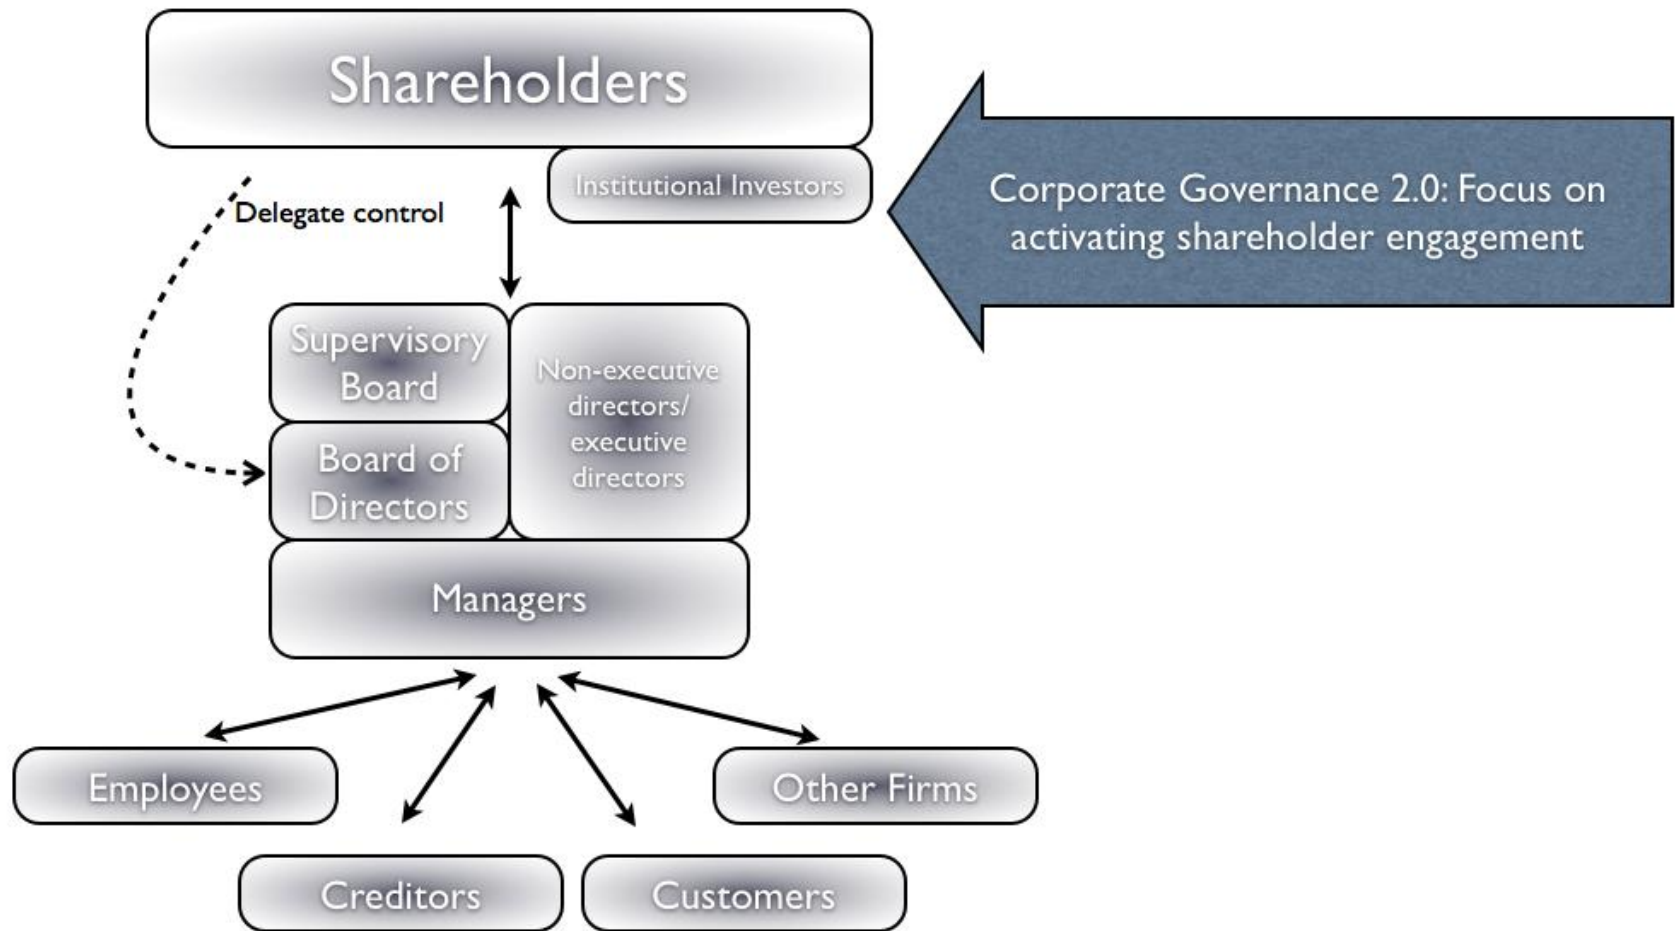 Shareholders
Institutional Investors
Corporate Governance 2.0: Focus on
activating shareholder engagement
Delegate control
Supervisory
Board
Non-executive
directors/
executive
directors
Board of
Directors
Managers
Employees
Other Firms
Creditors
Customers